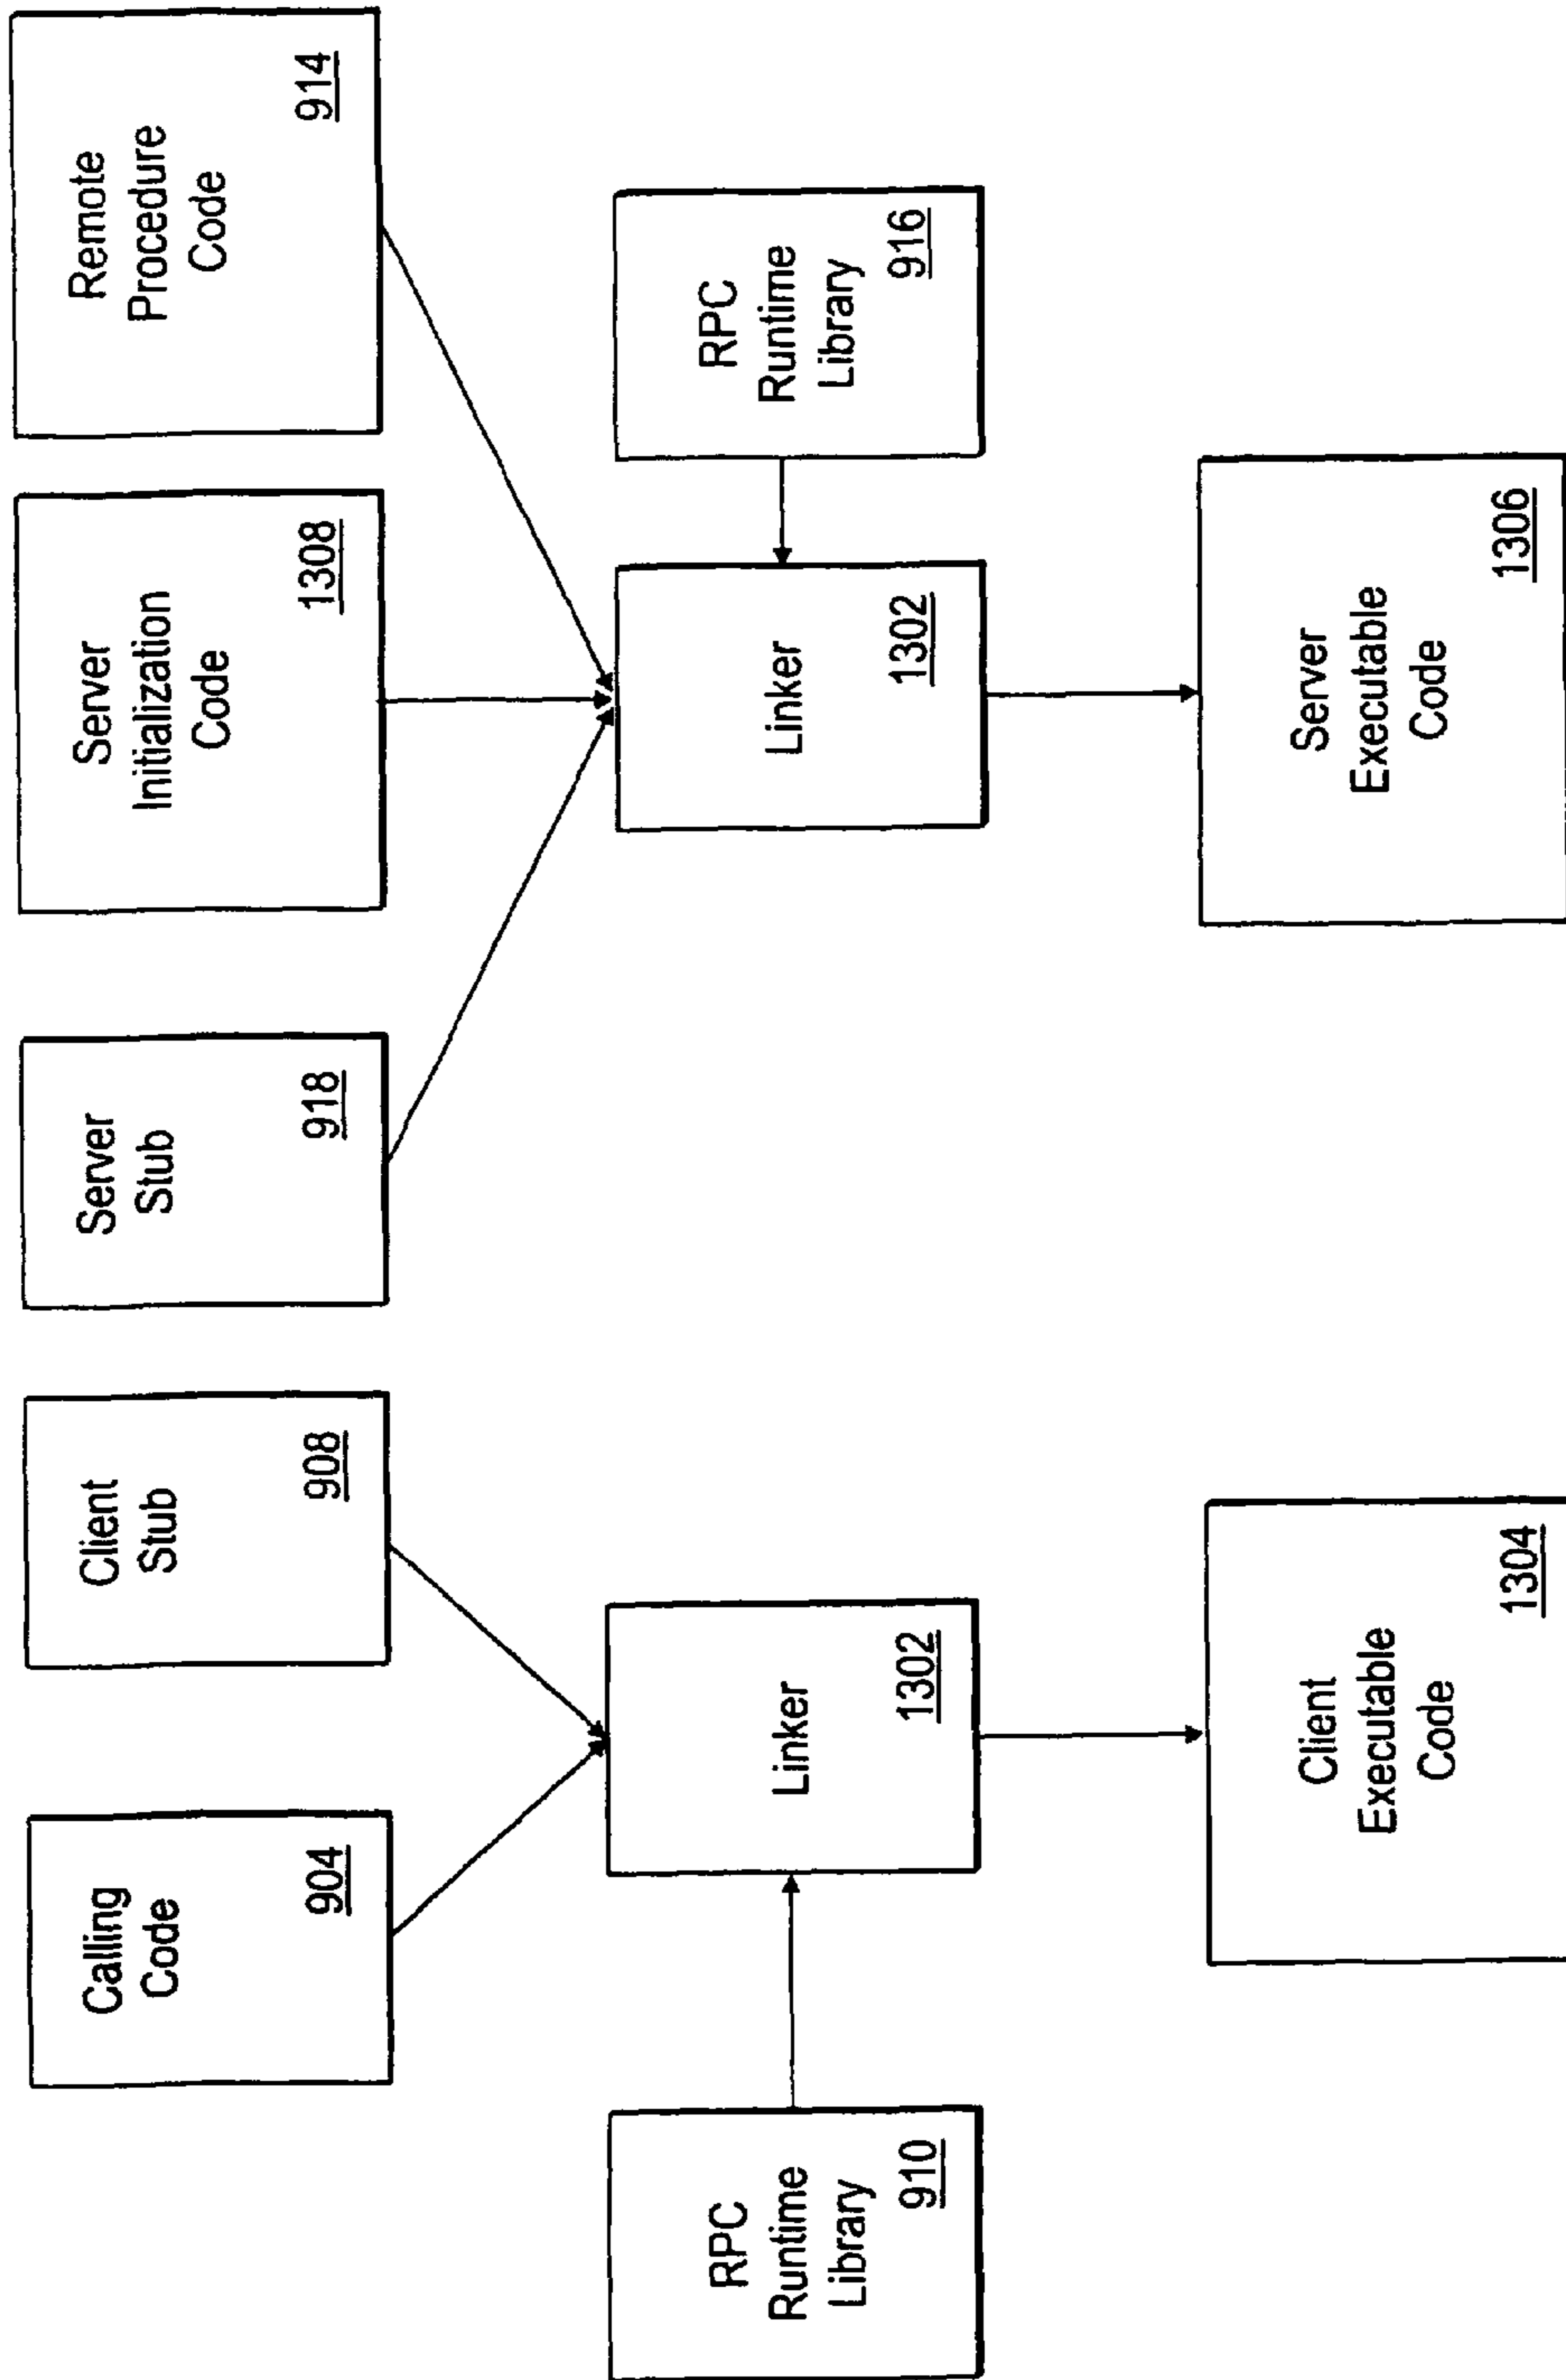 Calling
Code
904
Client
Stub
908
Server
Stub
918
Server
Initialization
Code
1308
Remote
Procedure
Code
914
RPC
Runtime
Library
910
Linker
1302
Linker
1302
RPC
Runtime
Library
916
Client
Executable
Code
1304
Server
Executable
Code
1306